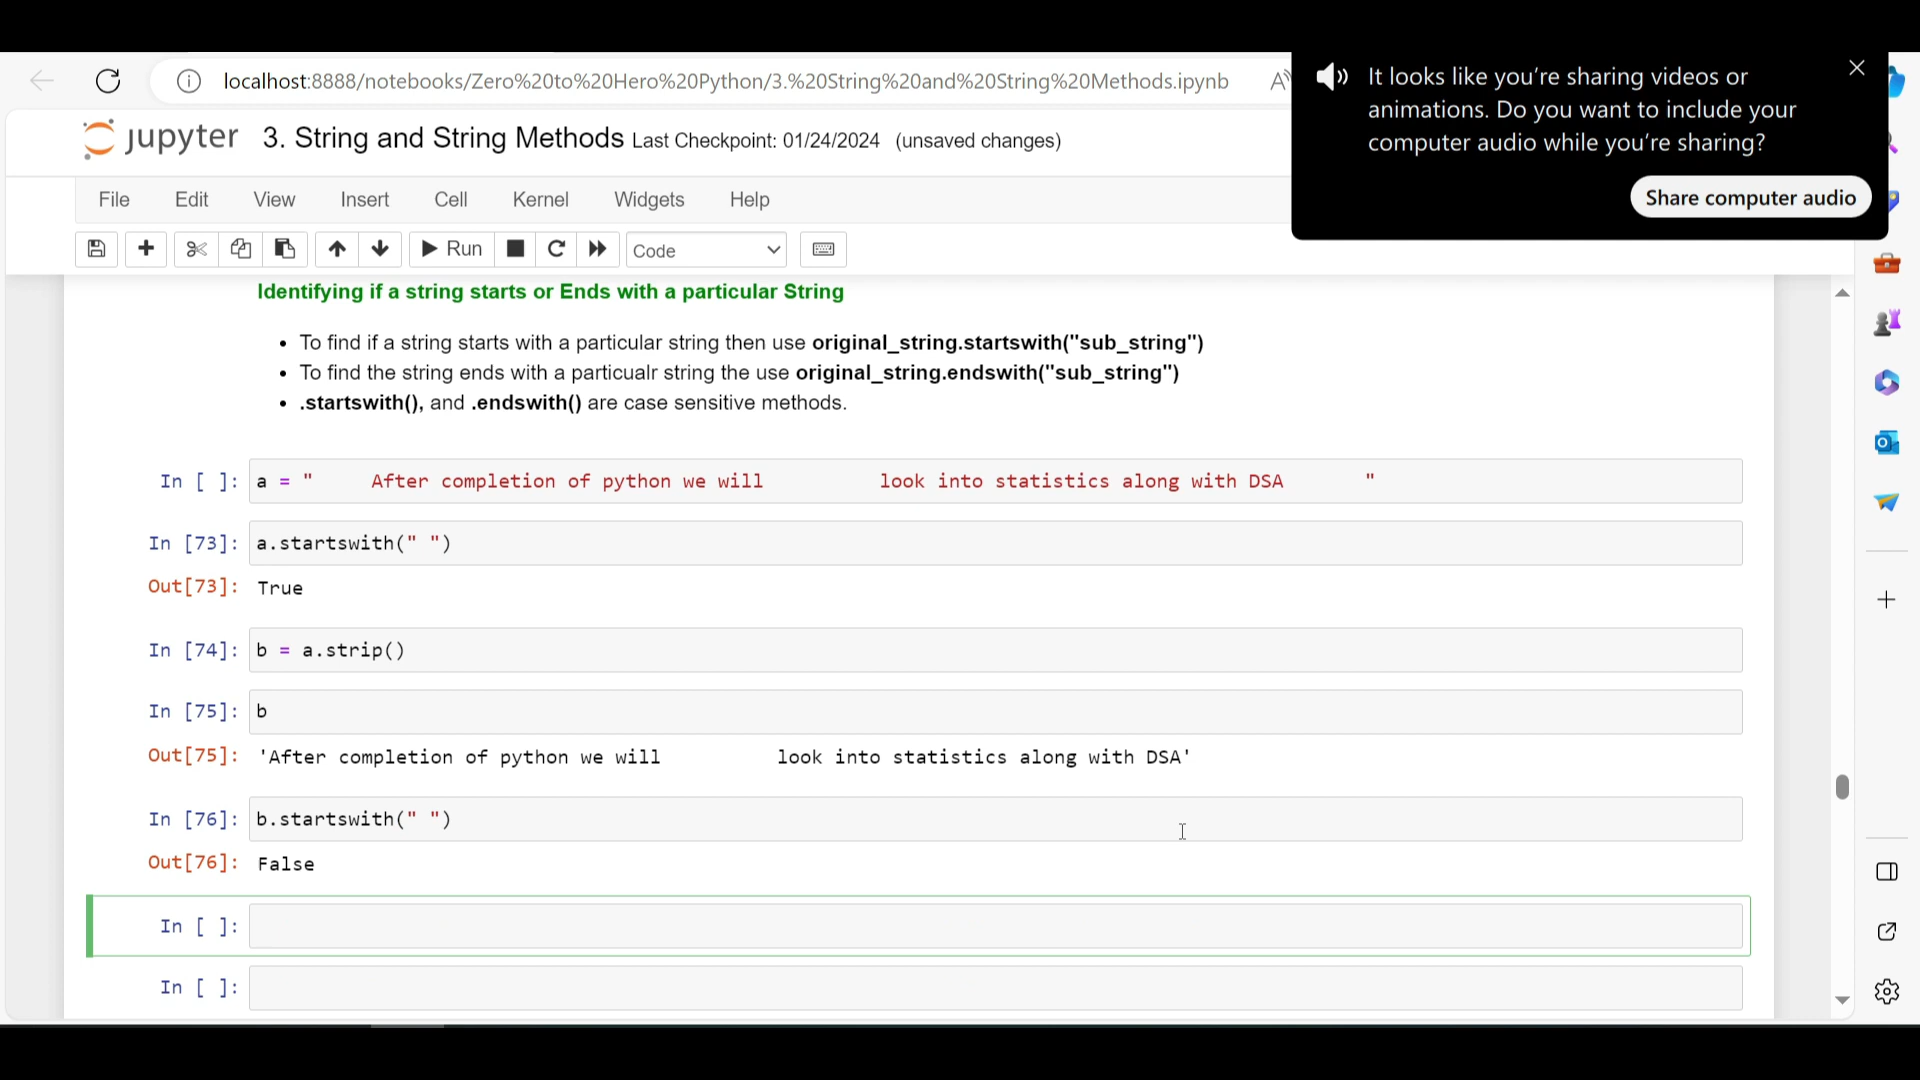 localhost:8888/notebooks/Zero%20to%20Hero%20Python/3.%20String%20and%20String%20Methods.ipynb
It looks like you're sharing videos or
animations. Do you want to include your
computer audio while you're sharing?
Share computer audio
jupyter 3. String and String Methods Last Checkpoint: 01/24/2024 (unsaved changes)
File Edit View Insert Cell Kernel Widgets Help
Run Code
Identifying if a string starts or Ends with a particular String
• To find if a string starts with a particular string then use original_string.startswith("sub_string")
• To find the string ends with a particualr string the use original_string.endswith("sub_string")
• .startswith(), and .endswith() are case sensitive methods.
In [ ]: a = "     After completion of python we will          look into statistics along with DSA       "
In [73]: a.startswith(" ")
Out[73]: True
In [74]: b = a.strip()
In [75]: b
Out[75]: 'After completion of python we will          look into statistics along with DSA'
In [76]: b.startswith(" ")
Out[76]: False
In [ ]:
In [ ]: